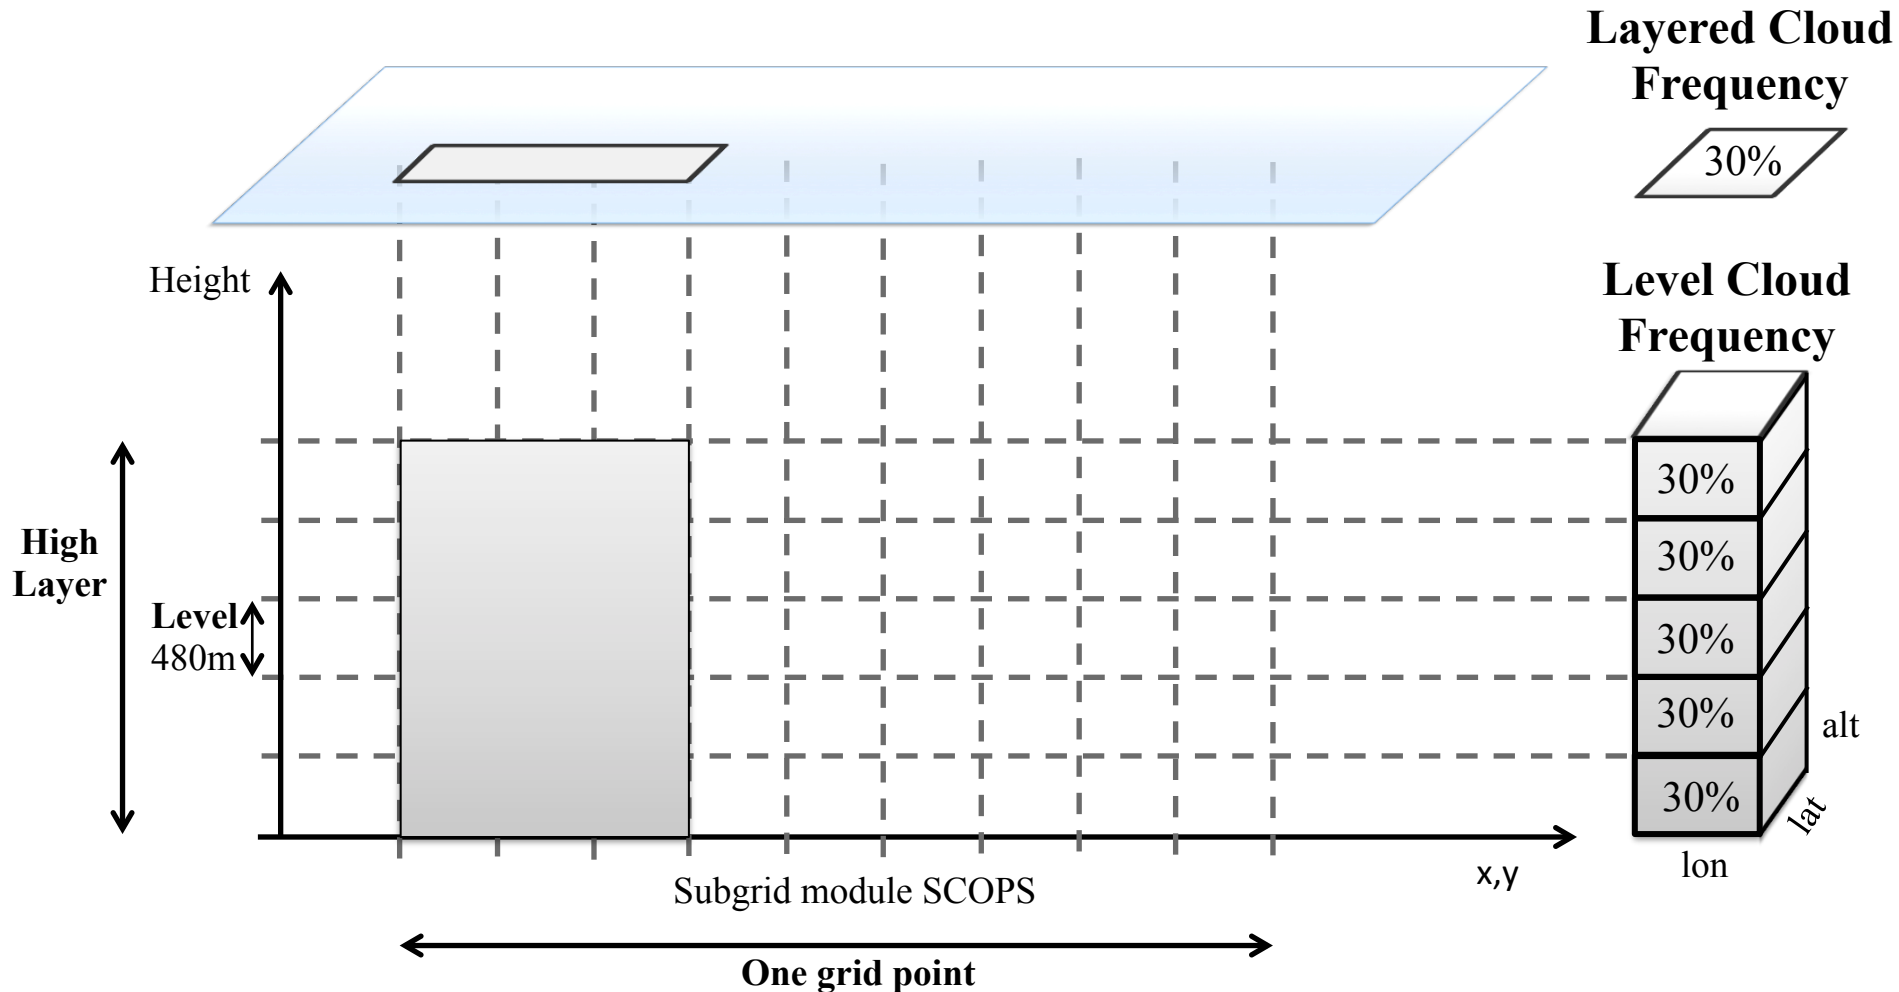 Layered Cloud
Frequency
30%
Height
Level Cloud
Frequency
High
Layer
Level
480m
30%
30%
30%
30%
30%
alt
lat
lon
x,y
Subgrid module SCOPS
One grid point